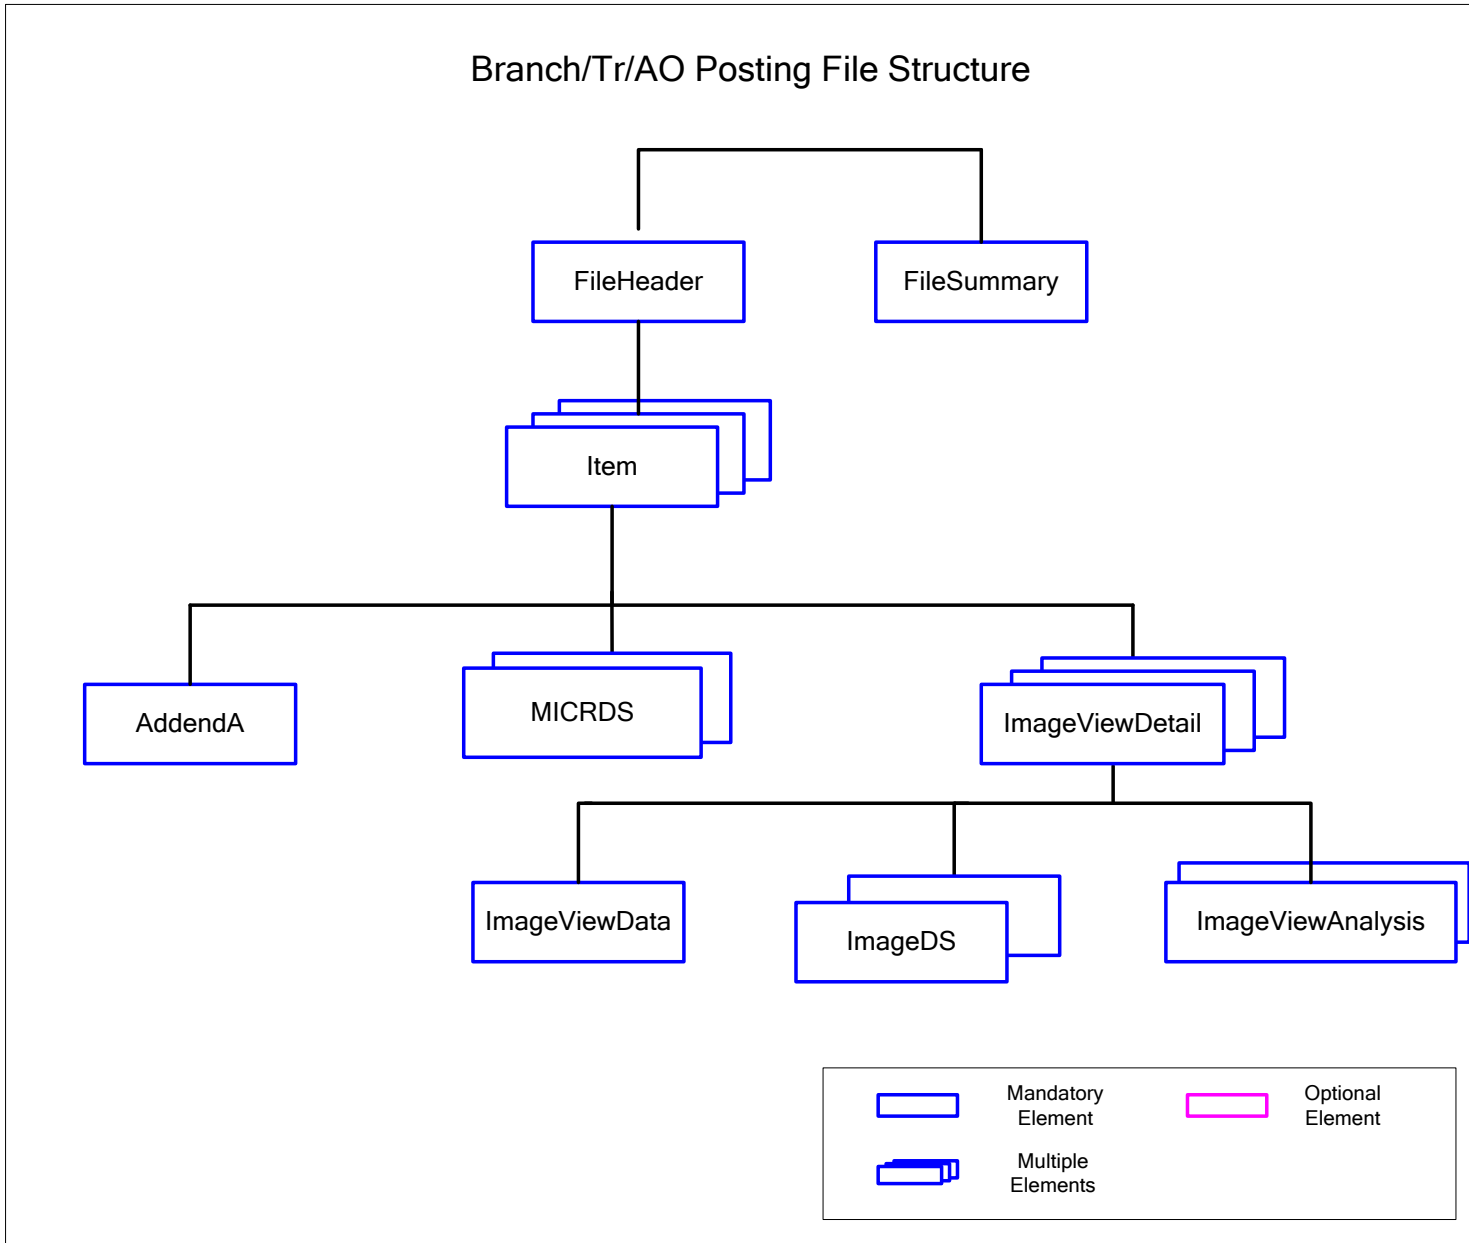 Branch/Tr/AO Posting File Structure
FileHeader
FileSummary
Item
AddendA
MICRDS
ImageViewDetail
ImageViewData
ImageDS
ImageViewAnalysis
Mandatory
Element
Optional
Element
Multiple
Elements